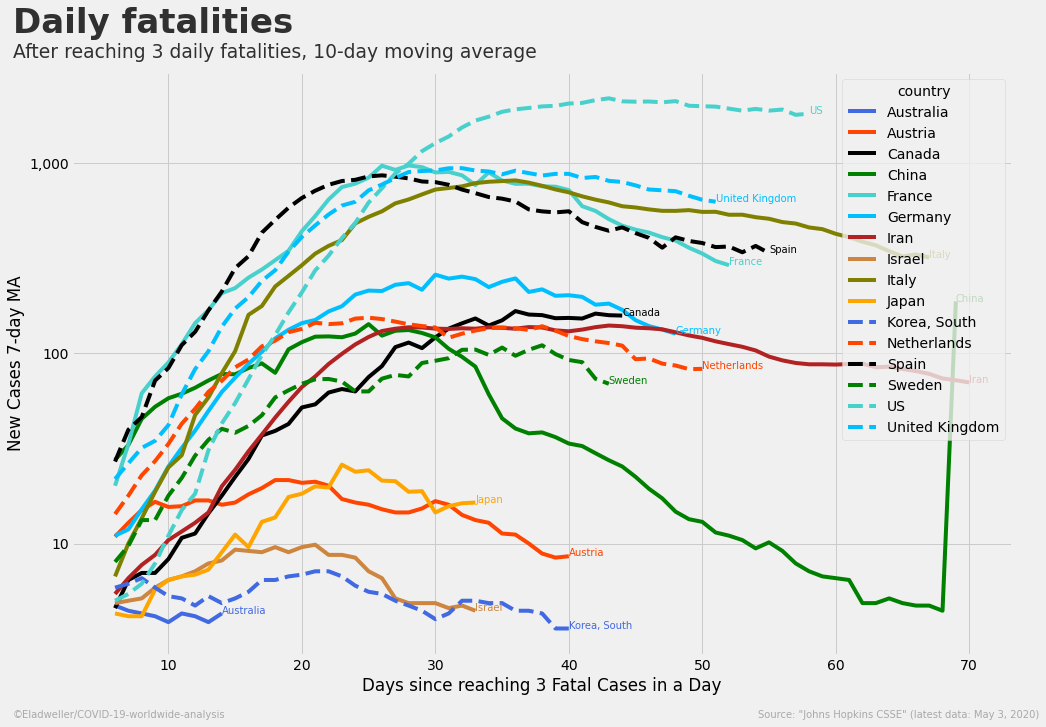 Daily fatalities
After reaching 3 daily fatalities, 10-day moving average
New Cases 7-day MA
1,000
100
10
10
20
30
40
50
60
70
Days since reaching 3 Fatal Cases in a Day
country
Australia
Austria
Canada
China
France
Germany
Iran
Israel
Italy
Japan
Korea, South
Netherlands
Spain
Sweden
US
United Kingdom
US
United Kingdom
Spain
Italy
France
China
Canada
Germany
Netherlands
Iran
Sweden
Japan
Austria
Australia
Israel
Korea, South
©Eladweller/COVID-19-worldwide-analysis
Source: "Johns Hopkins CSSE" (latest data: May 3, 2020)